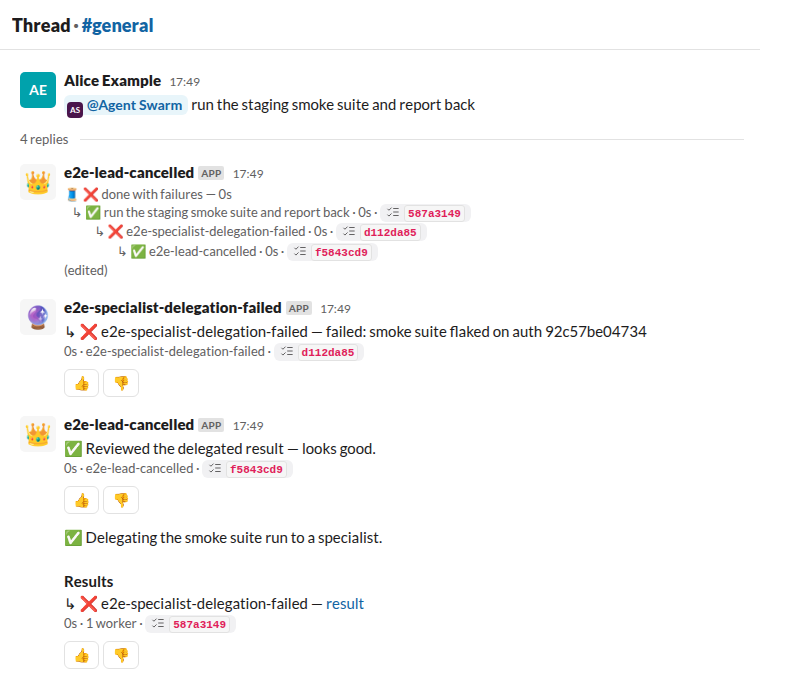 Thread · #general
AE
Alice Example 17:49
AS @Agent Swarm run the staging smoke suite and report back
4 replies
e2e-lead-cancelled APP 17:49
🧵 ❌ done with failures — 0s
↳ ✅ run the staging smoke suite and report back · 0s · 587a3149
↳ ❌ e2e-specialist-delegation-failed · 0s · d112da85
↳ ✅ e2e-lead-cancelled · 0s · f5843cd9
(edited)
e2e-specialist-delegation-failed APP 17:49
↳ ❌ e2e-specialist-delegation-failed — failed: smoke suite flaked on auth 92c57be04734
0s · e2e-specialist-delegation-failed · d112da85
👍 👎
e2e-lead-cancelled APP 17:49
✅ Reviewed the delegated result — looks good.
0s · e2e-lead-cancelled · f5843cd9
👍 👎
✅ Delegating the smoke suite run to a specialist.
Results
↳ ❌ e2e-specialist-delegation-failed — result
0s · 1 worker · 587a3149
👍 👎